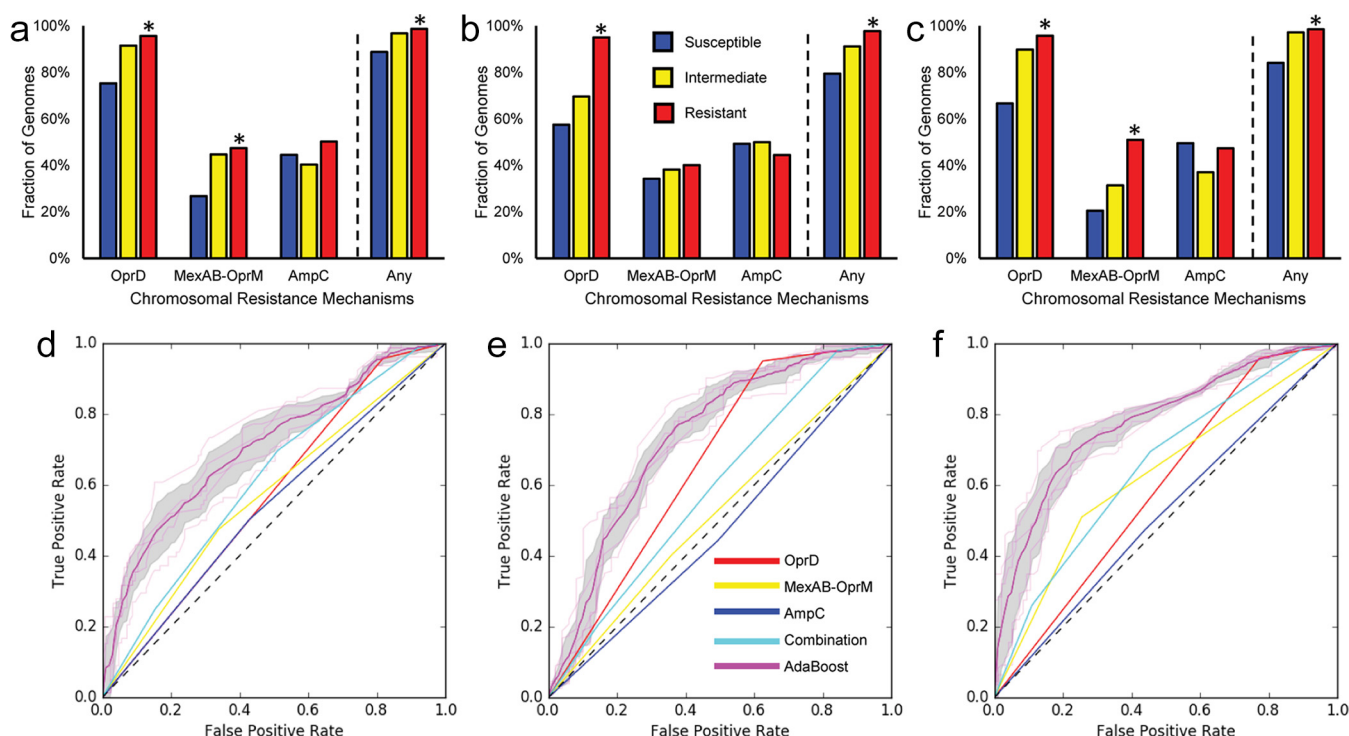 a
100%
80%
60%
40%
20%
0%
Fraction of Genomes
*
*
*
OprD
MexAB-OprM
AmpC
Any
Chromosomal Resistance Mechanisms
b
100%
80%
60%
40%
20%
0%
Fraction of Genomes
Susceptible
Intermediate
Resistant
*
*
OprD
MexAB-OprM
AmpC
Any
Chromosomal Resistance Mechanisms
c
100%
80%
60%
40%
20%
0%
Fraction of Genomes
*
*
*
OprD
MexAB-OprM
AmpC
Any
Chromosomal Resistance Mechanisms
d
1.0
0.8
0.6
0.4
0.2
0.0
True Positive Rate
0.0 0.2 0.4 0.6 0.8 1.0
False Positive Rate
e
1.0
0.8
0.6
0.4
0.2
0.0
True Positive Rate
OprD
MexAB-OprM
AmpC
Combination
AdaBoost
0.0 0.2 0.4 0.6 0.8 1.0
False Positive Rate
f
1.0
0.8
0.6
0.4
0.2
0.0
True Positive Rate
0.0 0.2 0.4 0.6 0.8 1.0
False Positive Rate